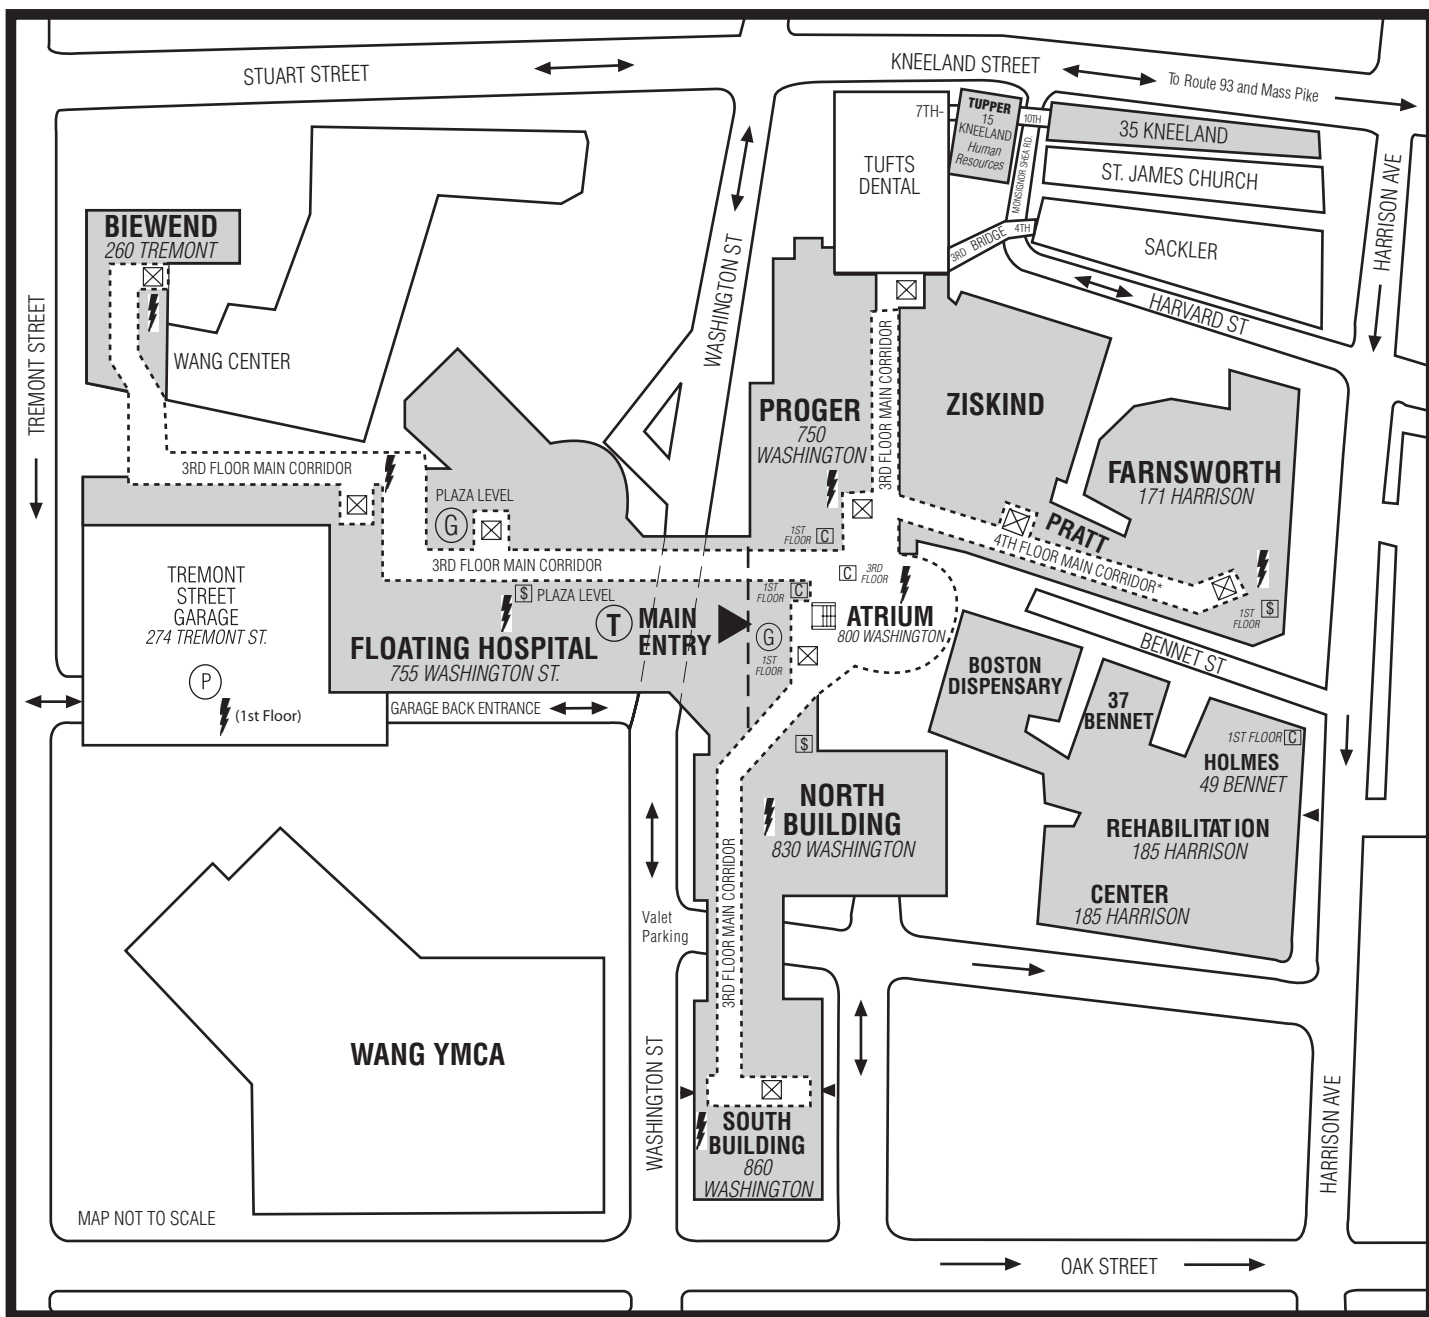 STUART STREET
KNEELAND STREET
To Route 93 and Mass Pike
7TH-
TUPPER
15
KNEELAND
Human
Resources
10TH
35 KNEELAND
TUFTS
DENTAL
MONSIGNOR SHEA RD.
ST. JAMES CHURCH
HARRISON AVE
3RD
BRIDGE
4TH
SACKLER
BIEWEND
260 TREMONT
WASHINGTON ST
HARVARD ST
TREMONT STREET
WANG CENTER
3RD FLOOR MAIN CORRIDOR
PROGER
750
WASHINGTON
ZISKIND
FARNSWORTH
171 HARRISON
3RD FLOOR MAIN CORRIDOR
PLAZA LEVEL
G
1ST
FLOOR
C
PRATT
4TH FLOOR MAIN CORRIDOR*
3RD FLOOR MAIN CORRIDOR
C
3RD
FLOOR
TREMONT
STREET
GARAGE
274 TREMONT ST.
P
(1st Floor)
$ PLAZA LEVEL
1ST
FLOOR
C
1ST
FLOOR
$
T
MAIN
ENTRY
G
1ST
FLOOR
ATRIUM
800 WASHINGTON
FLOATING HOSPITAL
755 WASHINGTON ST.
BENNET ST
BOSTON
DISPENSARY
37
BENNET
GARAGE BACK ENTRANCE
$
1ST FLOOR C
HOLMES
49 BENNET
NORTH
BUILDING
830 WASHINGTON
REHABILITATION
185 HARRISON
CENTER
185 HARRISON
3RD FLOOR MAIN CORRIDOR
Valet
Parking
WANG YMCA
WASHINGTON ST
SOUTH
BUILDING
860
WASHINGTON
HARRISON AVE
MAP NOT TO SCALE
OAK STREET